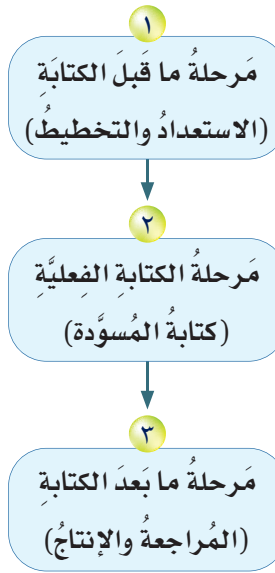 ١
مَرحلةُ ما قَبلَ الكتابَةِ
(الاستعدادُ والتخطيطُ)
٢
مَرحلةُ الكتابةِ الفِعليَّةِ
(كتابةُ المُسوَّدة)
٣
مَرحلةُ ما بَعدَ الكتابةِ
(المُراجعةُ والإنتاجُ)